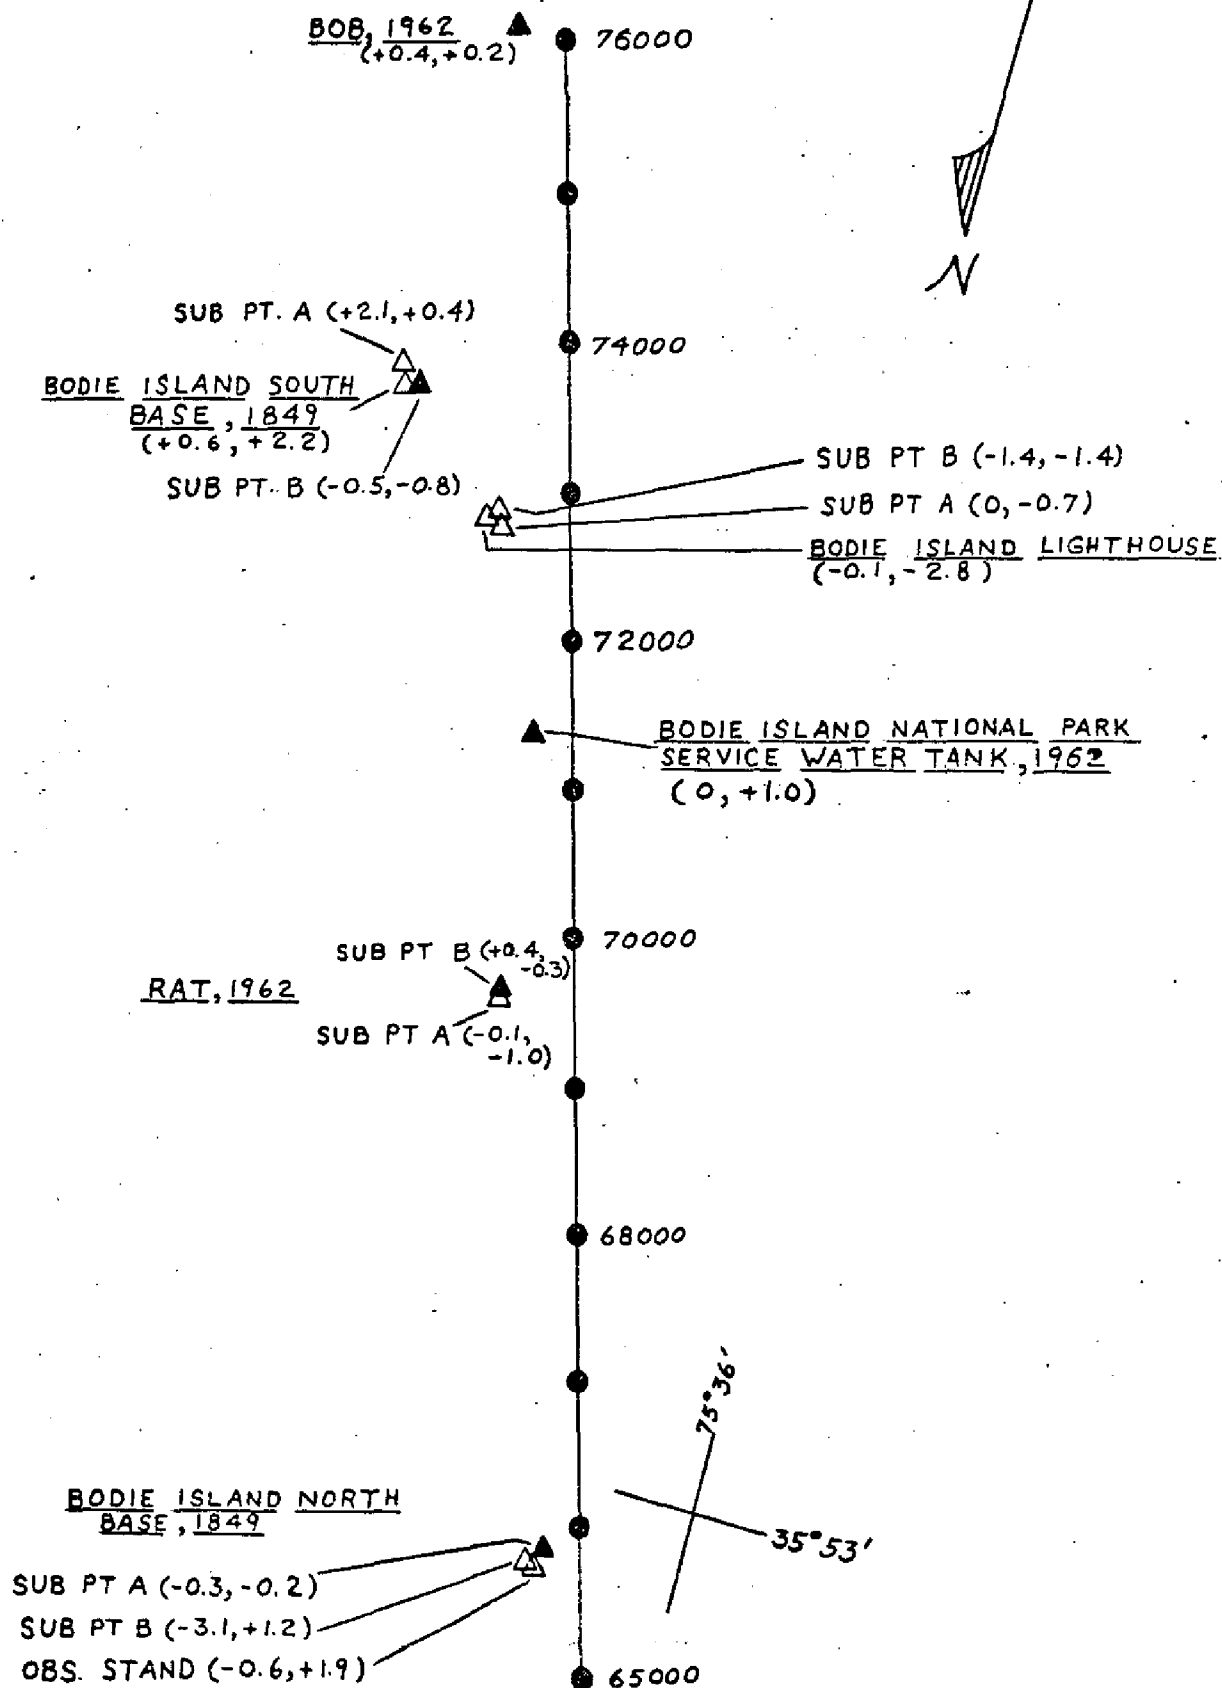 BOB, 1962
(+0.4, +0.2)
76000
N
SUB PT. A (+2.1, +0.4)
74000
BODIE ISLAND SOUTH
BASE, 1849
(+0.6, +2.2)
SUB PT. B (-0.5, -0.8)
SUB PT B (-1.4, -1.4)
SUB PT A (0, -0.7)
BODIE ISLAND LIGHTHOUSE
(-0.1, -2.8)
72000
BODIE ISLAND NATIONAL PARK
SERVICE WATER TANK, 1962
(0, +1.0)
70000
SUB PT B (+0.4,
-0.3)
RAT, 1962
SUB PT A (-0.1,
-1.0)
68000
75°36'
35°53'
BODIE ISLAND NORTH
BASE, 1849
SUB PT A (-0.3, -0.2)
SUB PT B (-3.1, +1.2)
OBS. STAND (-0.6, +1.9)
65000